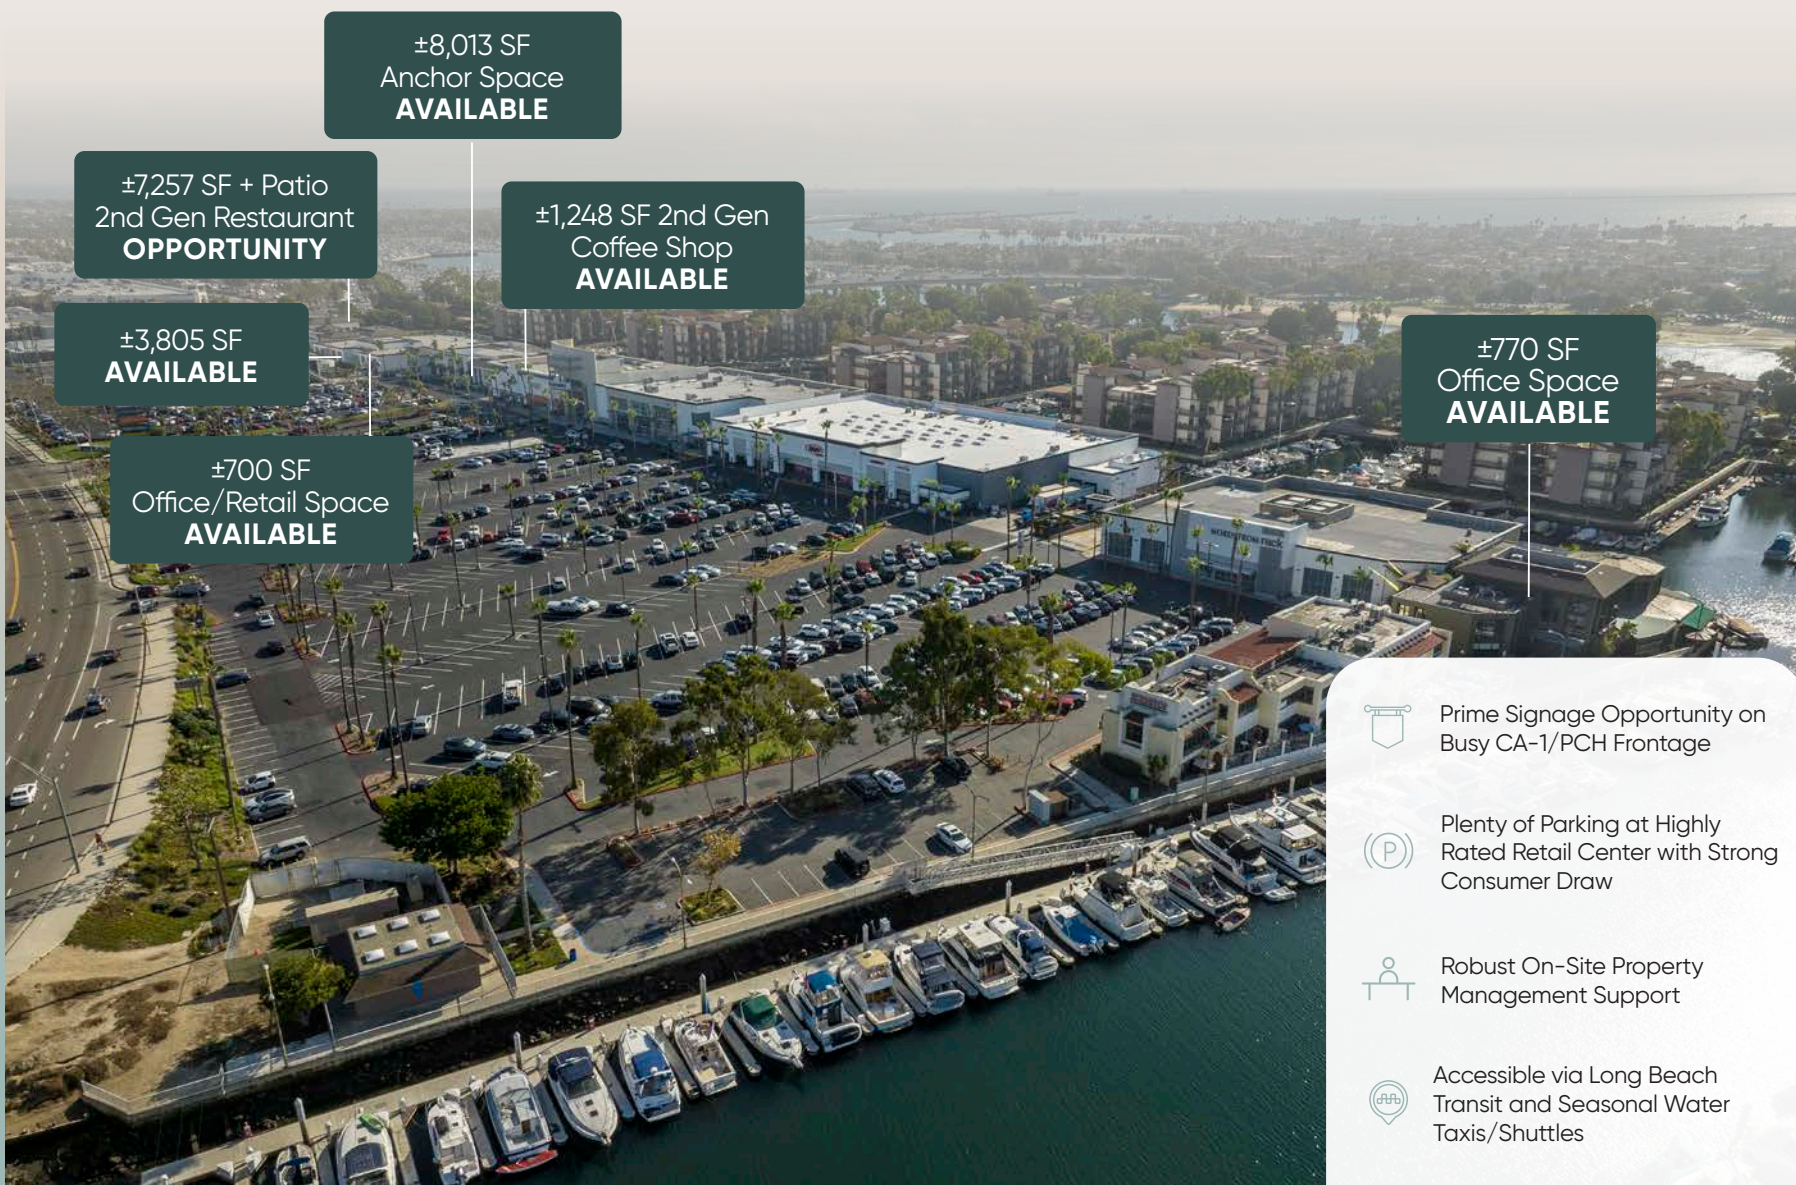 ±8,013 SF
Anchor Space
AVAILABLE
±7,257 SF + Patio
2nd Gen Restaurant
OPPORTUNITY
±1,248 SF 2nd Gen
Coffee Shop
AVAILABLE
±3,805 SF
AVAILABLE
±770 SF
Office Space
AVAILABLE
±700 SF
Office/Retail Space
AVAILABLE
NORDSTROM rack
Prime Signage Opportunity on
Busy CA-1/PCH Frontage
P
Plenty of Parking at Highly
Rated Retail Center with Strong
Consumer Draw
Robust On-Site Property
Management Support
Accessible via Long Beach
Transit and Seasonal Water
Taxis/Shuttles